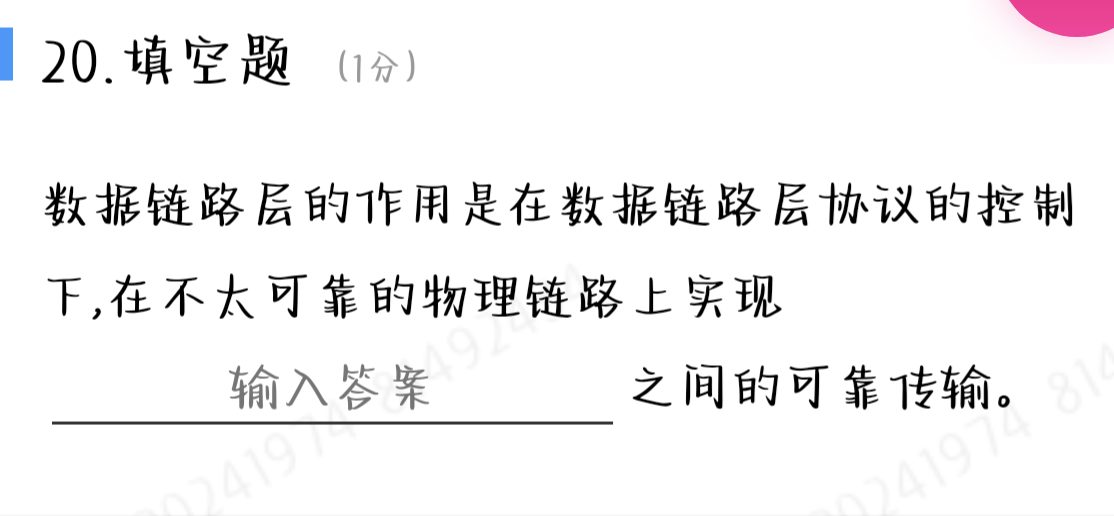 20.填空题 (1分)
数据链路层的作用是在数据链路层协议的控制
下,在不太可靠的物理链路上实现
输入答案 之间的可靠传输。